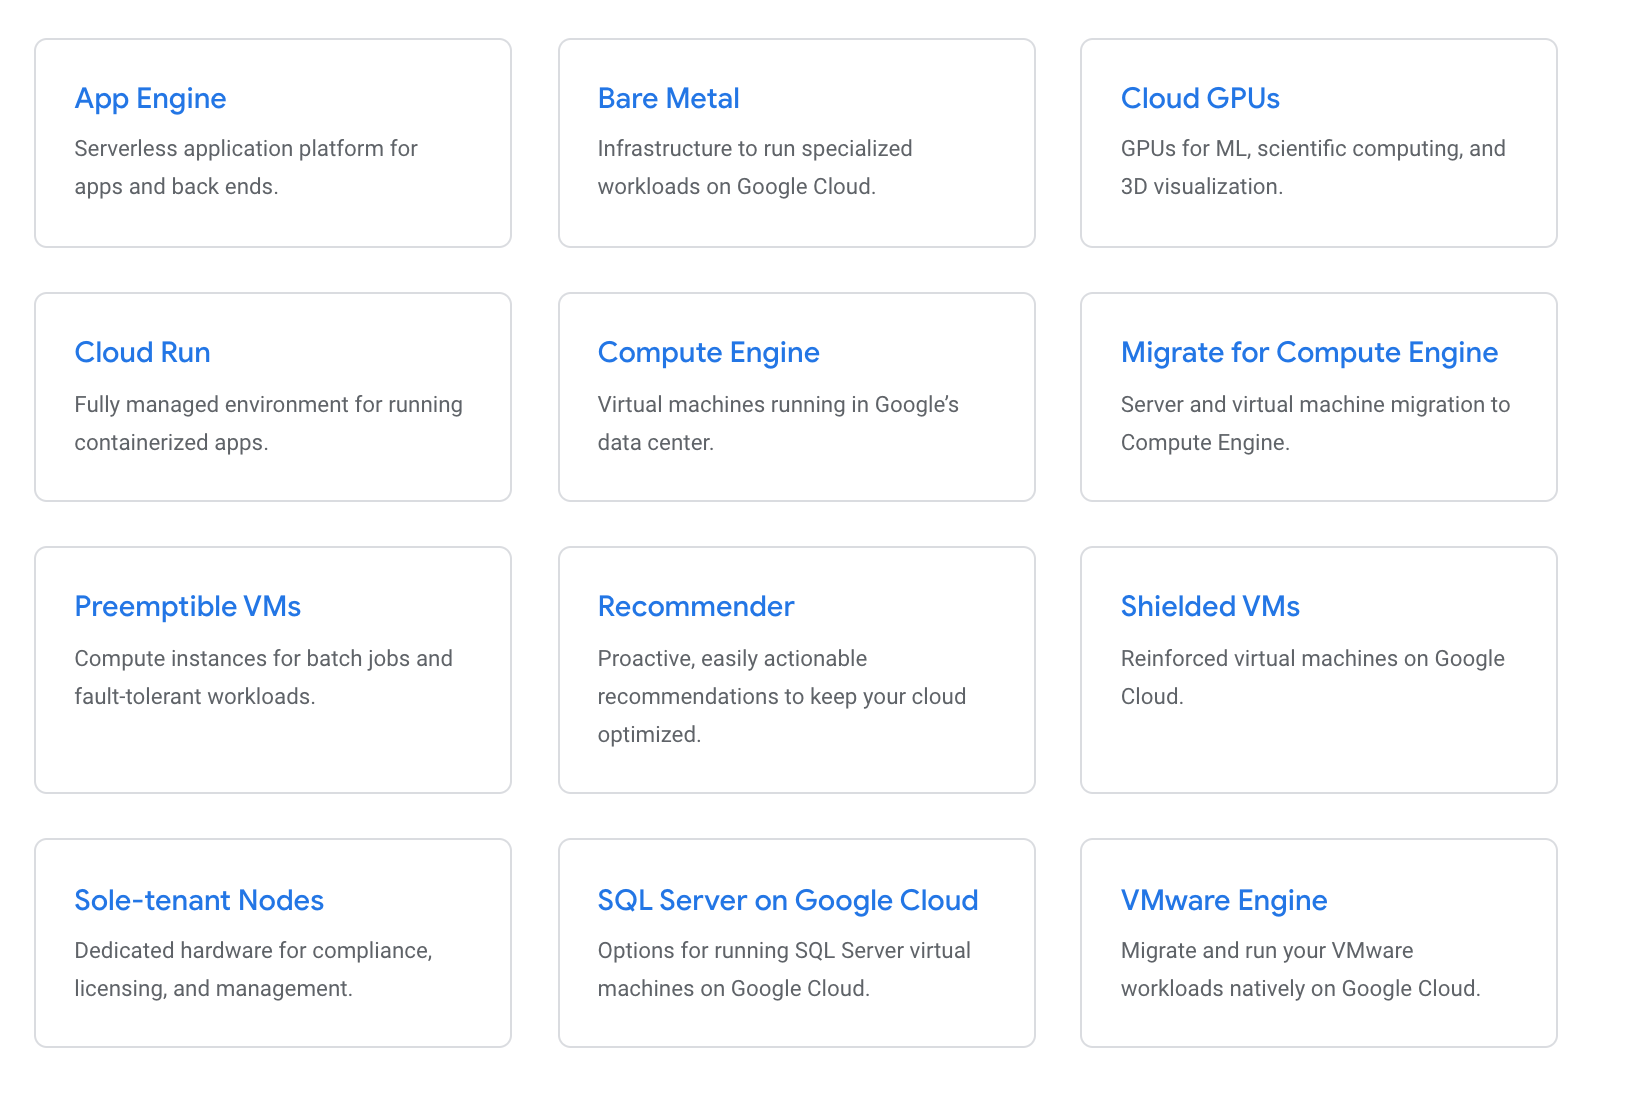 App Engine
Serverless application platform for
apps and back ends.
Bare Metal
Infrastructure to run specialized
workloads on Google Cloud.
Cloud GPUs
GPUs for ML, scientific computing, and
3D visualization.
Cloud Run
Fully managed environment for running
containerized apps.
Compute Engine
Virtual machines running in Google’s
data center.
Migrate for Compute Engine
Server and virtual machine migration to
Compute Engine.
Preemptible VMs
Compute instances for batch jobs and
fault-tolerant workloads.
Recommender
Proactive, easily actionable
recommendations to keep your cloud
optimized.
Shielded VMs
Reinforced virtual machines on Google
Cloud.
Sole-tenant Nodes
Dedicated hardware for compliance,
licensing, and management.
SQL Server on Google Cloud
Options for running SQL Server virtual
machines on Google Cloud.
VMware Engine
Migrate and run your VMware
workloads natively on Google Cloud.